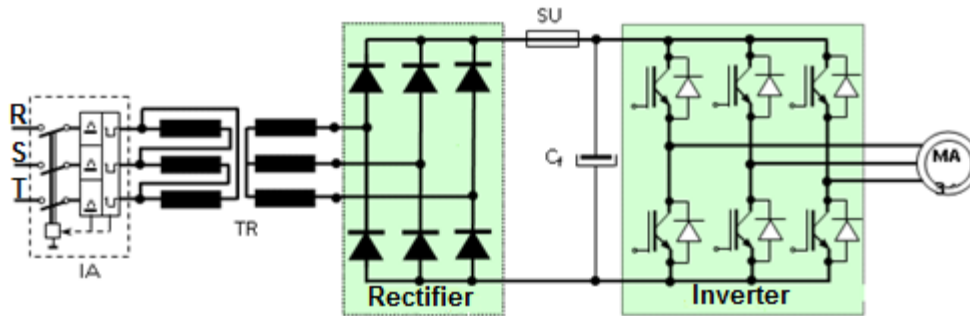 SU
R
S
T
IA
TR
Rectifier
Cf
Inverter
MA
3~